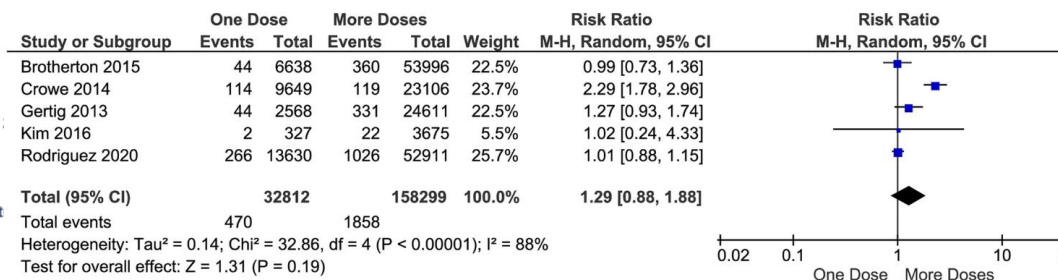 One Dose More Doses Risk Ratio Risk Ratio
Study or Subgroup Events Total Events Total Weight M-H, Random, 95% CI M-H, Random, 95% CI
Brotherton 2015 44 6638 360 53996 22.5% 0.99 [0.73, 1.36]
Crowe 2014 114 9649 119 23106 23.7% 2.29 [1.78, 2.96]
Gertig 2013 44 2568 331 24611 22.5% 1.27 [0.93, 1.74]
Kim 2016 2 327 22 3675 5.5% 1.02 [0.24, 4.33]
Rodriguez 2020 266 13630 1026 52911 25.7% 1.01 [0.88, 1.15]
Total (95% CI) 32812 158299 100.0% 1.29 [0.88, 1.88]
Total events 470 1858
Heterogeneity: Tau² = 0.14; Chi² = 32.86, df = 4 (P < 0.00001); I² = 88%
Test for overall effect: Z = 1.31 (P = 0.19)
0.02 0.1 1 10
One Dose More Doses